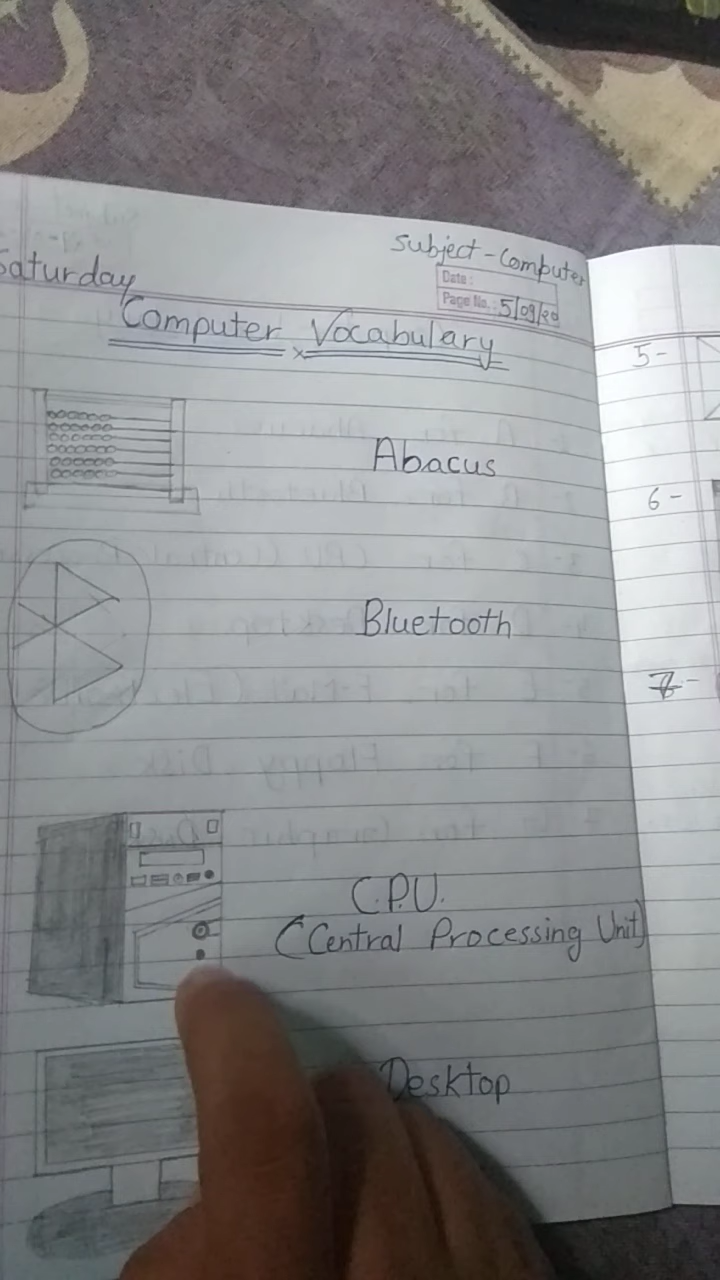 Subject - Computer
Saturday
Date :
Page No. : 5/09/20
Computer Vocabulary
Abacus
Bluetooth
C.P.U.
(Central Processing Unit)
Desktop
5-
6-
7-